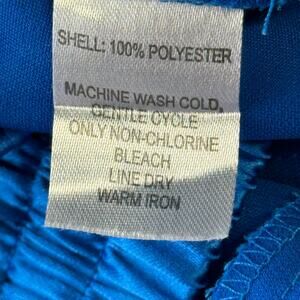 SHELL: 100% POLYESTER
MACHINE WASH COLD,
GENTLE CYCLE
ONLY NON-CHLORINE
BLEACH
LINE DRY
WARM IRON